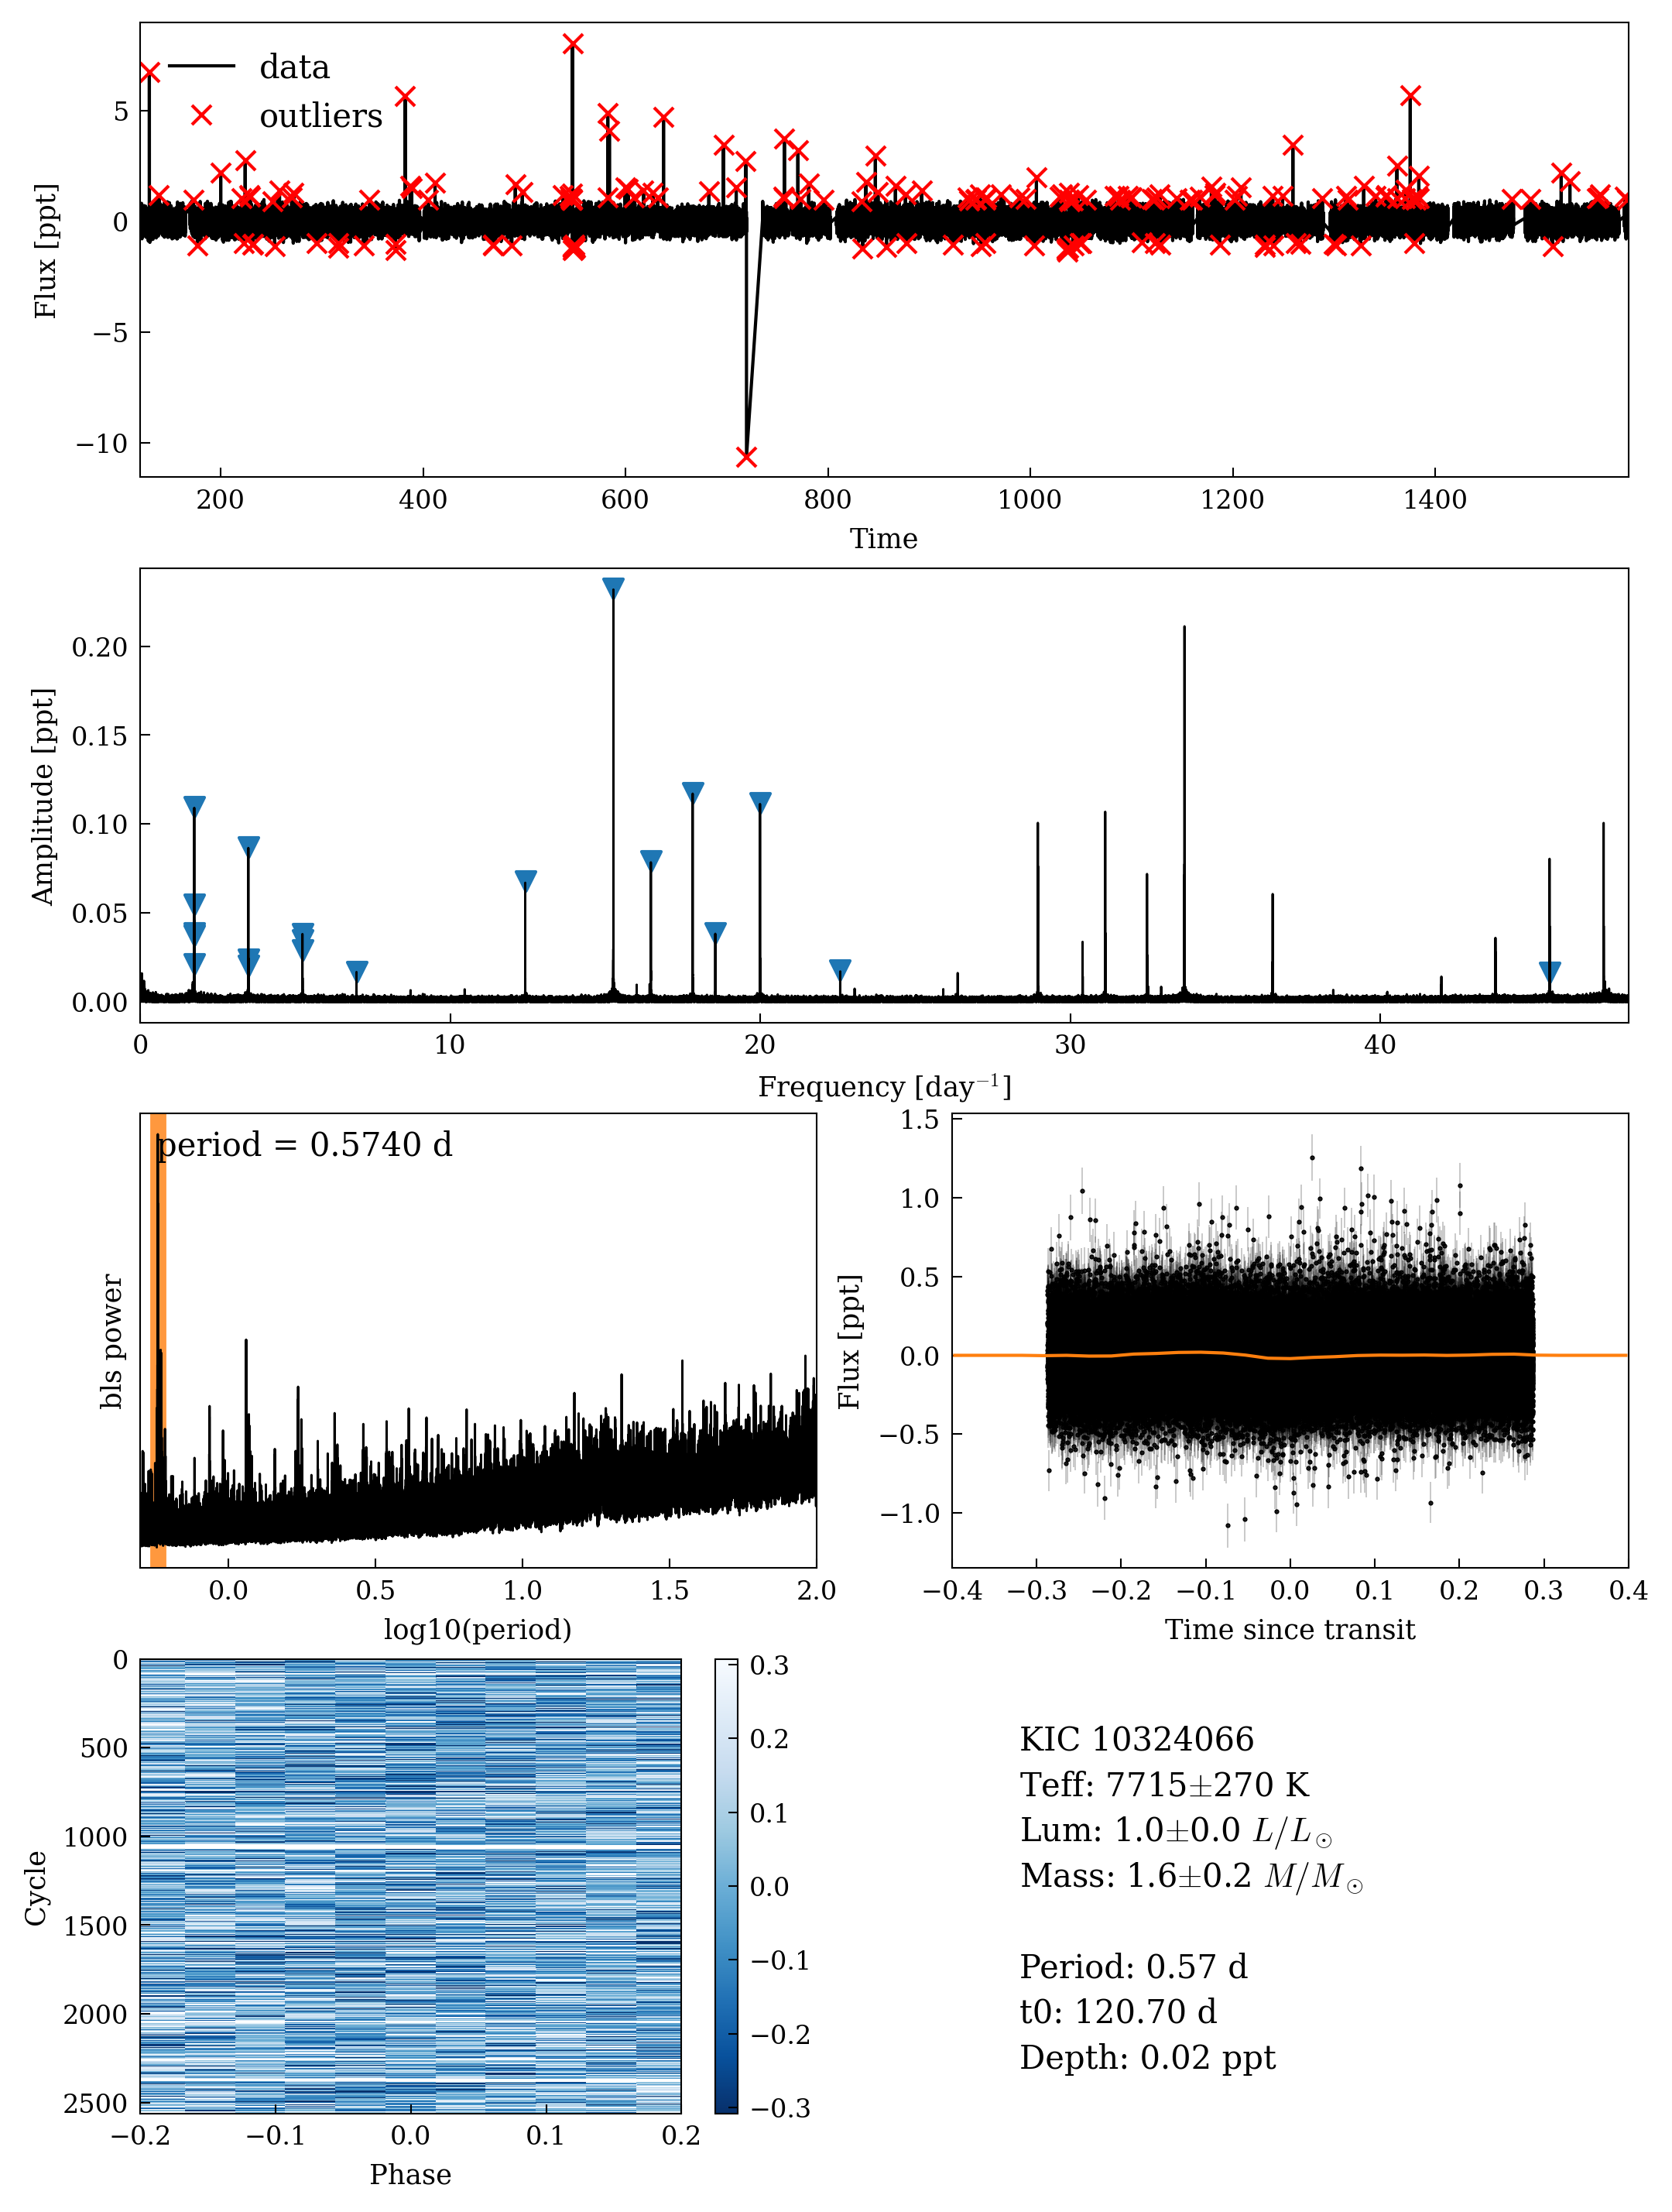 data
outliers
5
0
−5
−10
Flux [ppt]
200 400 600 800 1000 1200 1400
Time
0.20
0.15
0.10
0.05
0.00
Amplitude [ppt]
0 10 20 30 40
Frequency [day⁻¹]
period = 0.5740 d
bls power
0.0 0.5 1.0 1.5 2.0
log10(period)
1.5
1.0
0.5
0.0
−0.5
−1.0
Flux [ppt]
−0.4 −0.3 −0.2 −0.1 0.0 0.1 0.2 0.3 0.4
Time since transit
0
500
1000
1500
2000
2500
Cycle
−0.2 −0.1 0.0 0.1 0.2
Phase
0.3
0.2
0.1
0.0
−0.1
−0.2
−0.3
KIC 10324066
Teff: 7715±270 K
Lum: 1.0±0.0 L/L⊙
Mass: 1.6±0.2 M/M⊙
Period: 0.57 d
t0: 120.70 d
Depth: 0.02 ppt